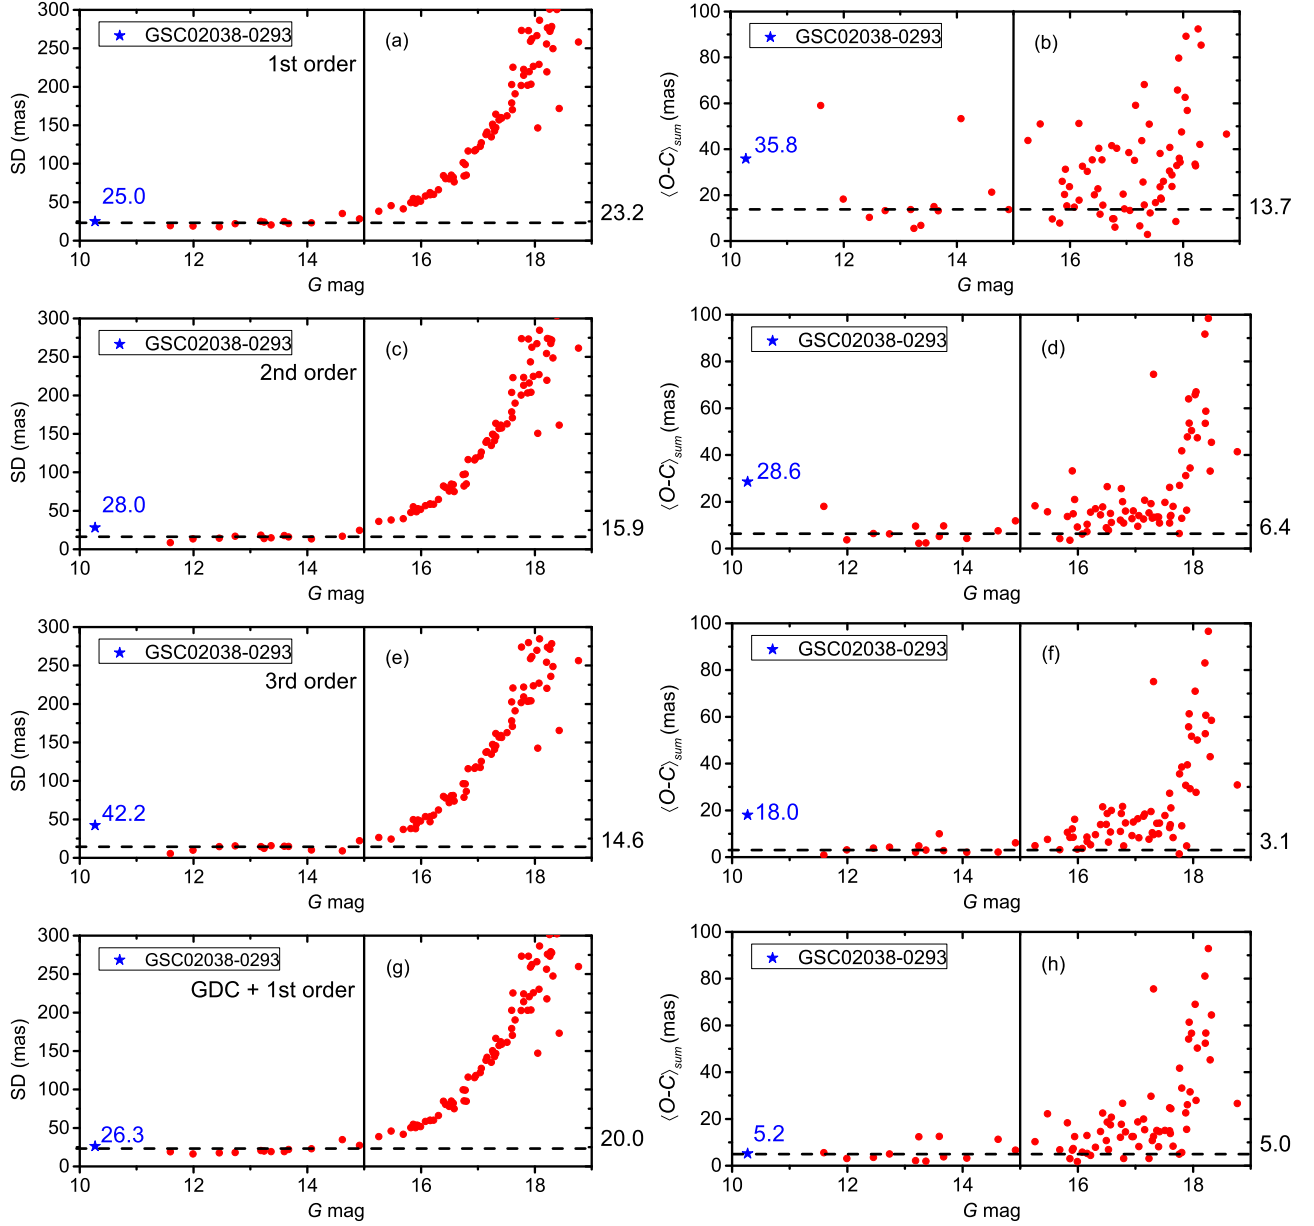 SD (mas)
300
250
200
150
100
50
0
GSC02038-0293
(a)
1st order
25.0
23.2
10 12 14 16 18
G mag
⟨O-C⟩sum (mas)
100
80
60
40
20
0
GSC02038-0293
(b)
35.8
13.7
10 12 14 16 18
G mag
SD (mas)
300
250
200
150
100
50
0
GSC02038-0293
(c)
2nd order
28.0
15.9
10 12 14 16 18
G mag
⟨O-C⟩sum (mas)
100
80
60
40
20
0
GSC02038-0293
(d)
28.6
6.4
10 12 14 16 18
G mag
SD (mas)
300
250
200
150
100
50
0
GSC02038-0293
(e)
3rd order
42.2
14.6
10 12 14 16 18
G mag
⟨O-C⟩sum (mas)
100
80
60
40
20
0
GSC02038-0293
(f)
18.0
3.1
10 12 14 16 18
G mag
SD (mas)
300
250
200
150
100
50
0
GSC02038-0293
(g)
GDC + 1st order
26.3
20.0
10 12 14 16 18
G mag
⟨O-C⟩sum (mas)
100
80
60
40
20
0
GSC02038-0293
(h)
5.2
5.0
10 12 14 16 18
G mag